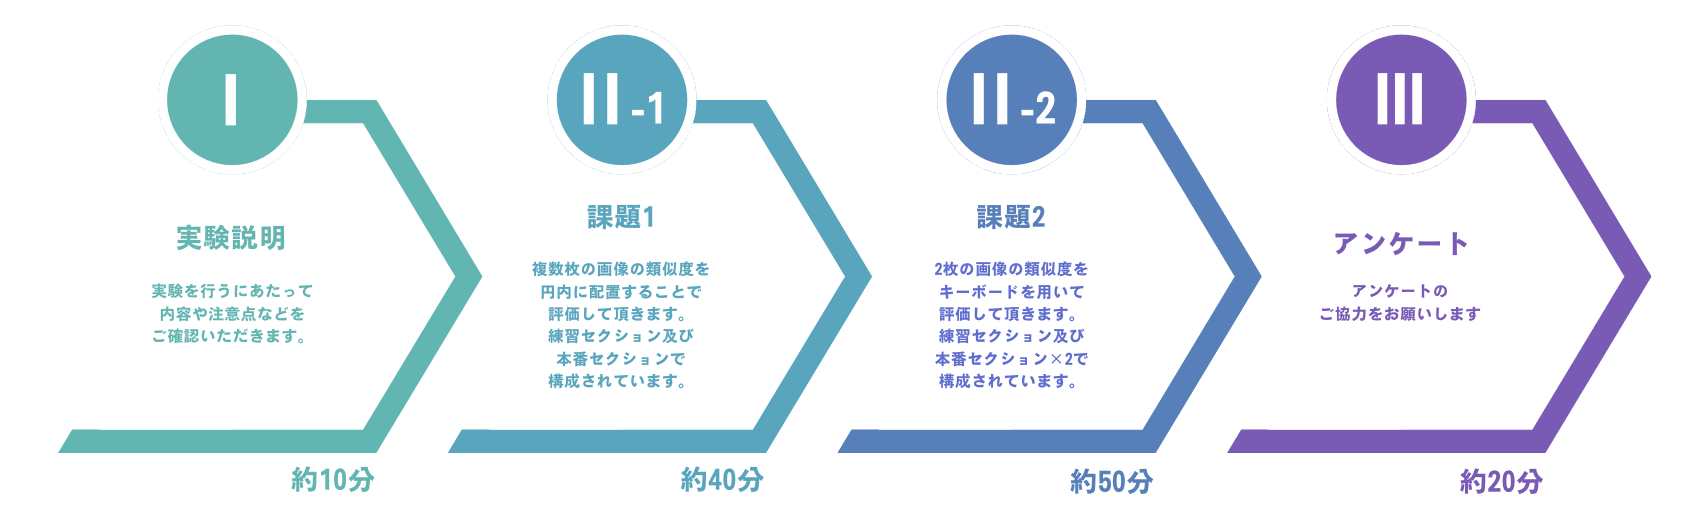 I
実験説明
実験を行うにあたって
内容や注意点などを
ご確認いただきます。
約10分
II-1
課題1
複数枚の画像の類似度を
円内に配置することで
評価して頂きます。
練習セクション及び
本番セクションで
構成されています。
約40分
II-2
課題2
2枚の画像の類似度を
キーボードを用いて
評価して頂きます。
練習セクション及び
本番セクション×2で
構成されています。
約50分
III
アンケート
アンケートの
ご協力をお願いします
約20分